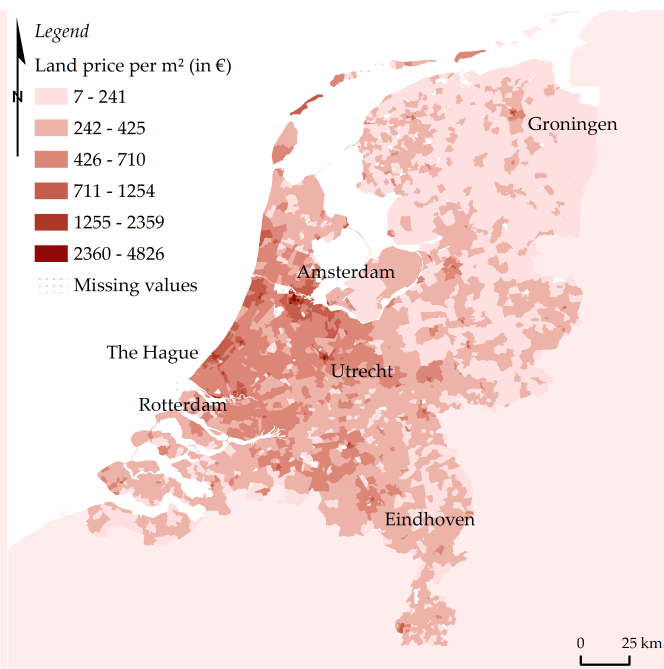 Legend
Land price per m² (in €)
N
7 - 241
242 - 425
426 - 710
711 - 1254
1255 - 2359
2360 - 4826
Missing values
Groningen
Amsterdam
The Hague
Utrecht
Rotterdam
Eindhoven
0 25 km